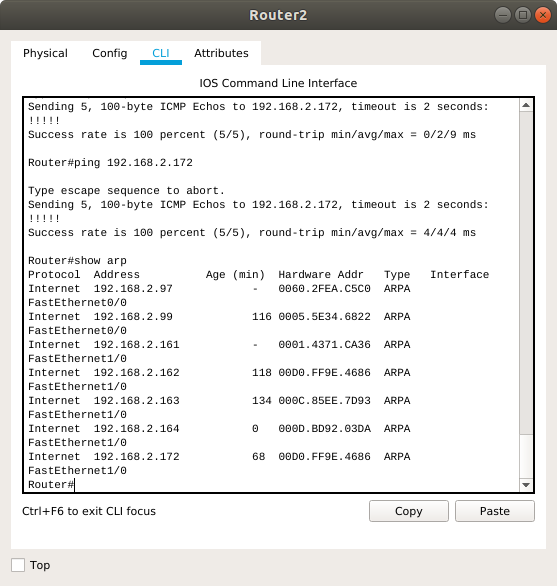 Router2
Physical Config CLI Attributes
IOS Command Line Interface
Sending 5, 100-byte ICMP Echos to 192.168.2.172, timeout is 2 seconds:
!!!!!
Success rate is 100 percent (5/5), round-trip min/avg/max = 0/2/9 ms
Router#ping 192.168.2.172
Type escape sequence to abort.
Sending 5, 100-byte ICMP Echos to 192.168.2.172, timeout is 2 seconds:
!!!!!
Success rate is 100 percent (5/5), round-trip min/avg/max = 4/4/4 ms
Router#show arp
Protocol  Address          Age (min)  Hardware Addr   Type   Interface
Internet  192.168.2.97            -   0060.2FEA.C5C0  ARPA
FastEthernet0/0
Internet  192.168.2.99            116 0005.5E34.6822  ARPA
FastEthernet0/0
Internet  192.168.2.161           -   0001.4371.CA36  ARPA
FastEthernet1/0
Internet  192.168.2.162           118 00D0.FF9E.4686  ARPA
FastEthernet1/0
Internet  192.168.2.163           134 000C.85EE.7D93  ARPA
FastEthernet1/0
Internet  192.168.2.164           0   000D.BD92.03DA  ARPA
FastEthernet1/0
Internet  192.168.2.172           68  00D0.FF9E.4686  ARPA
FastEthernet1/0
Router#
Ctrl+F6 to exit CLI focus
Copy Paste
Top